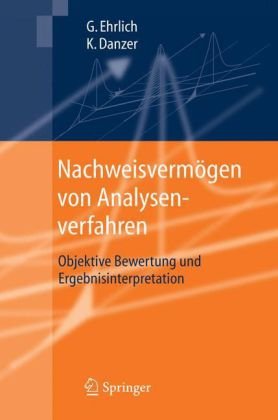 G. Ehrlich
K. Danzer
Nachweisvermögen
von Analysen-
verfahren
Objektive Bewertung und
Ergebnisinterpretation
Springer